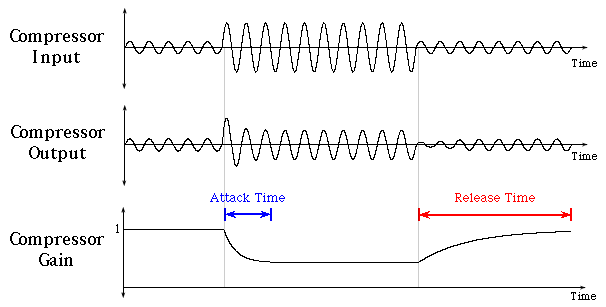 Compressor
Input
Time
Compressor
Output
Time
Attack Time
Release Time
1
Compressor
Gain
Time